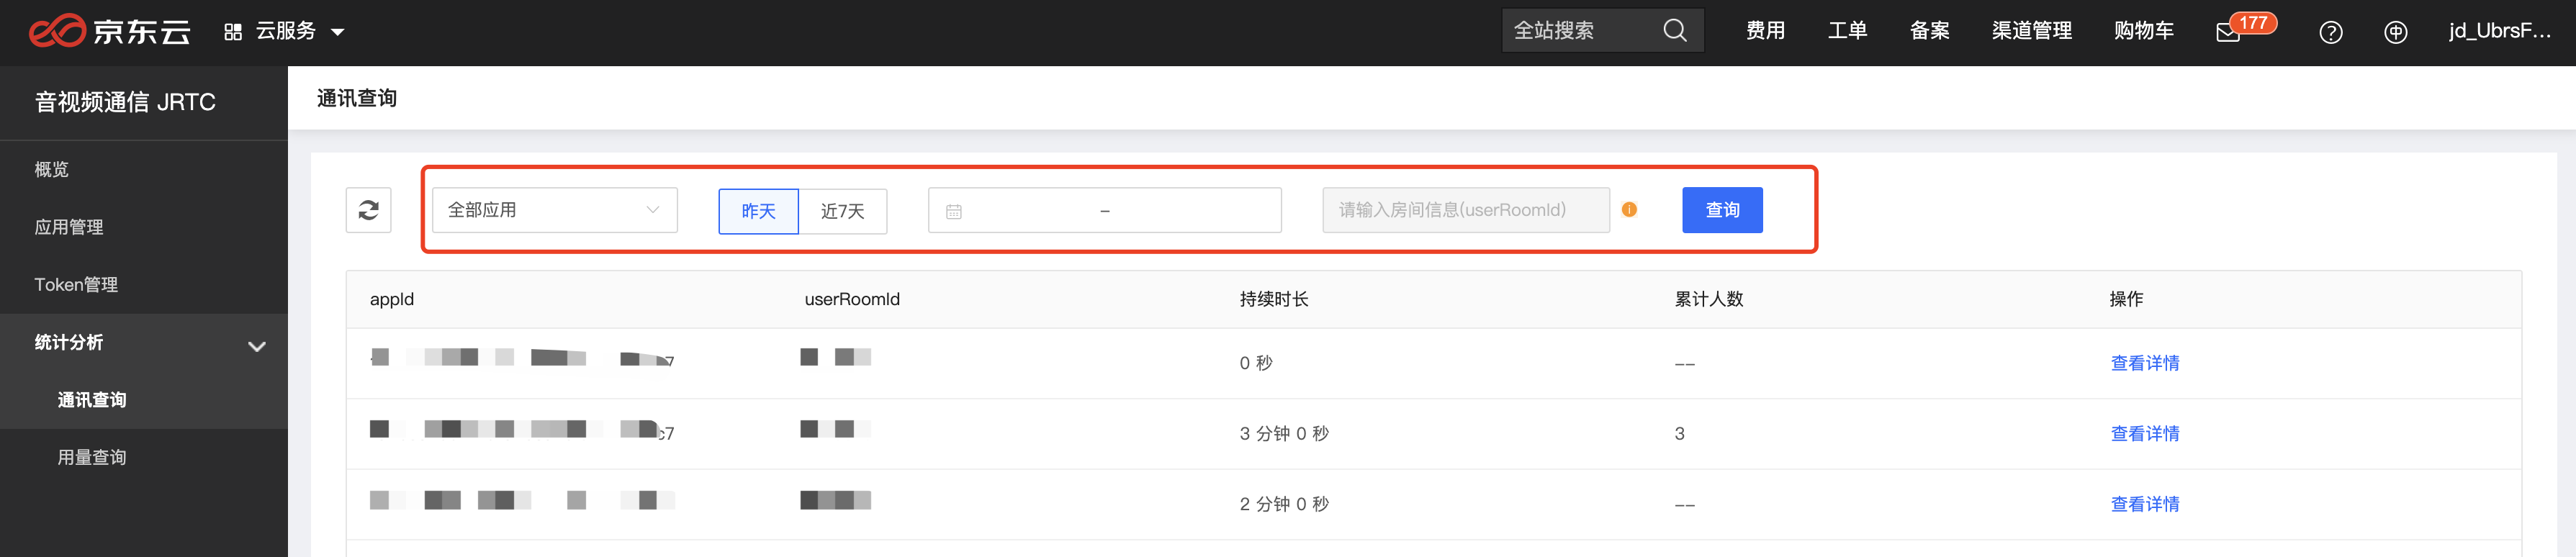 京东云 云服务 全站搜索 费用 工单 备案 渠道管理 购物车 177 jd_UbrsF...
音视频通信 JRTC
通讯查询
概览
应用管理
Token管理
统计分析
通讯查询
用量查询
全部应用 昨天 近7天 – 请输入房间信息(userRoomId) 查询
appId userRoomId 持续时长 累计人数 操作
7 0 秒 -- 查看详情
c7 3 分钟 0 秒 3 查看详情
2 分钟 0 秒 -- 查看详情